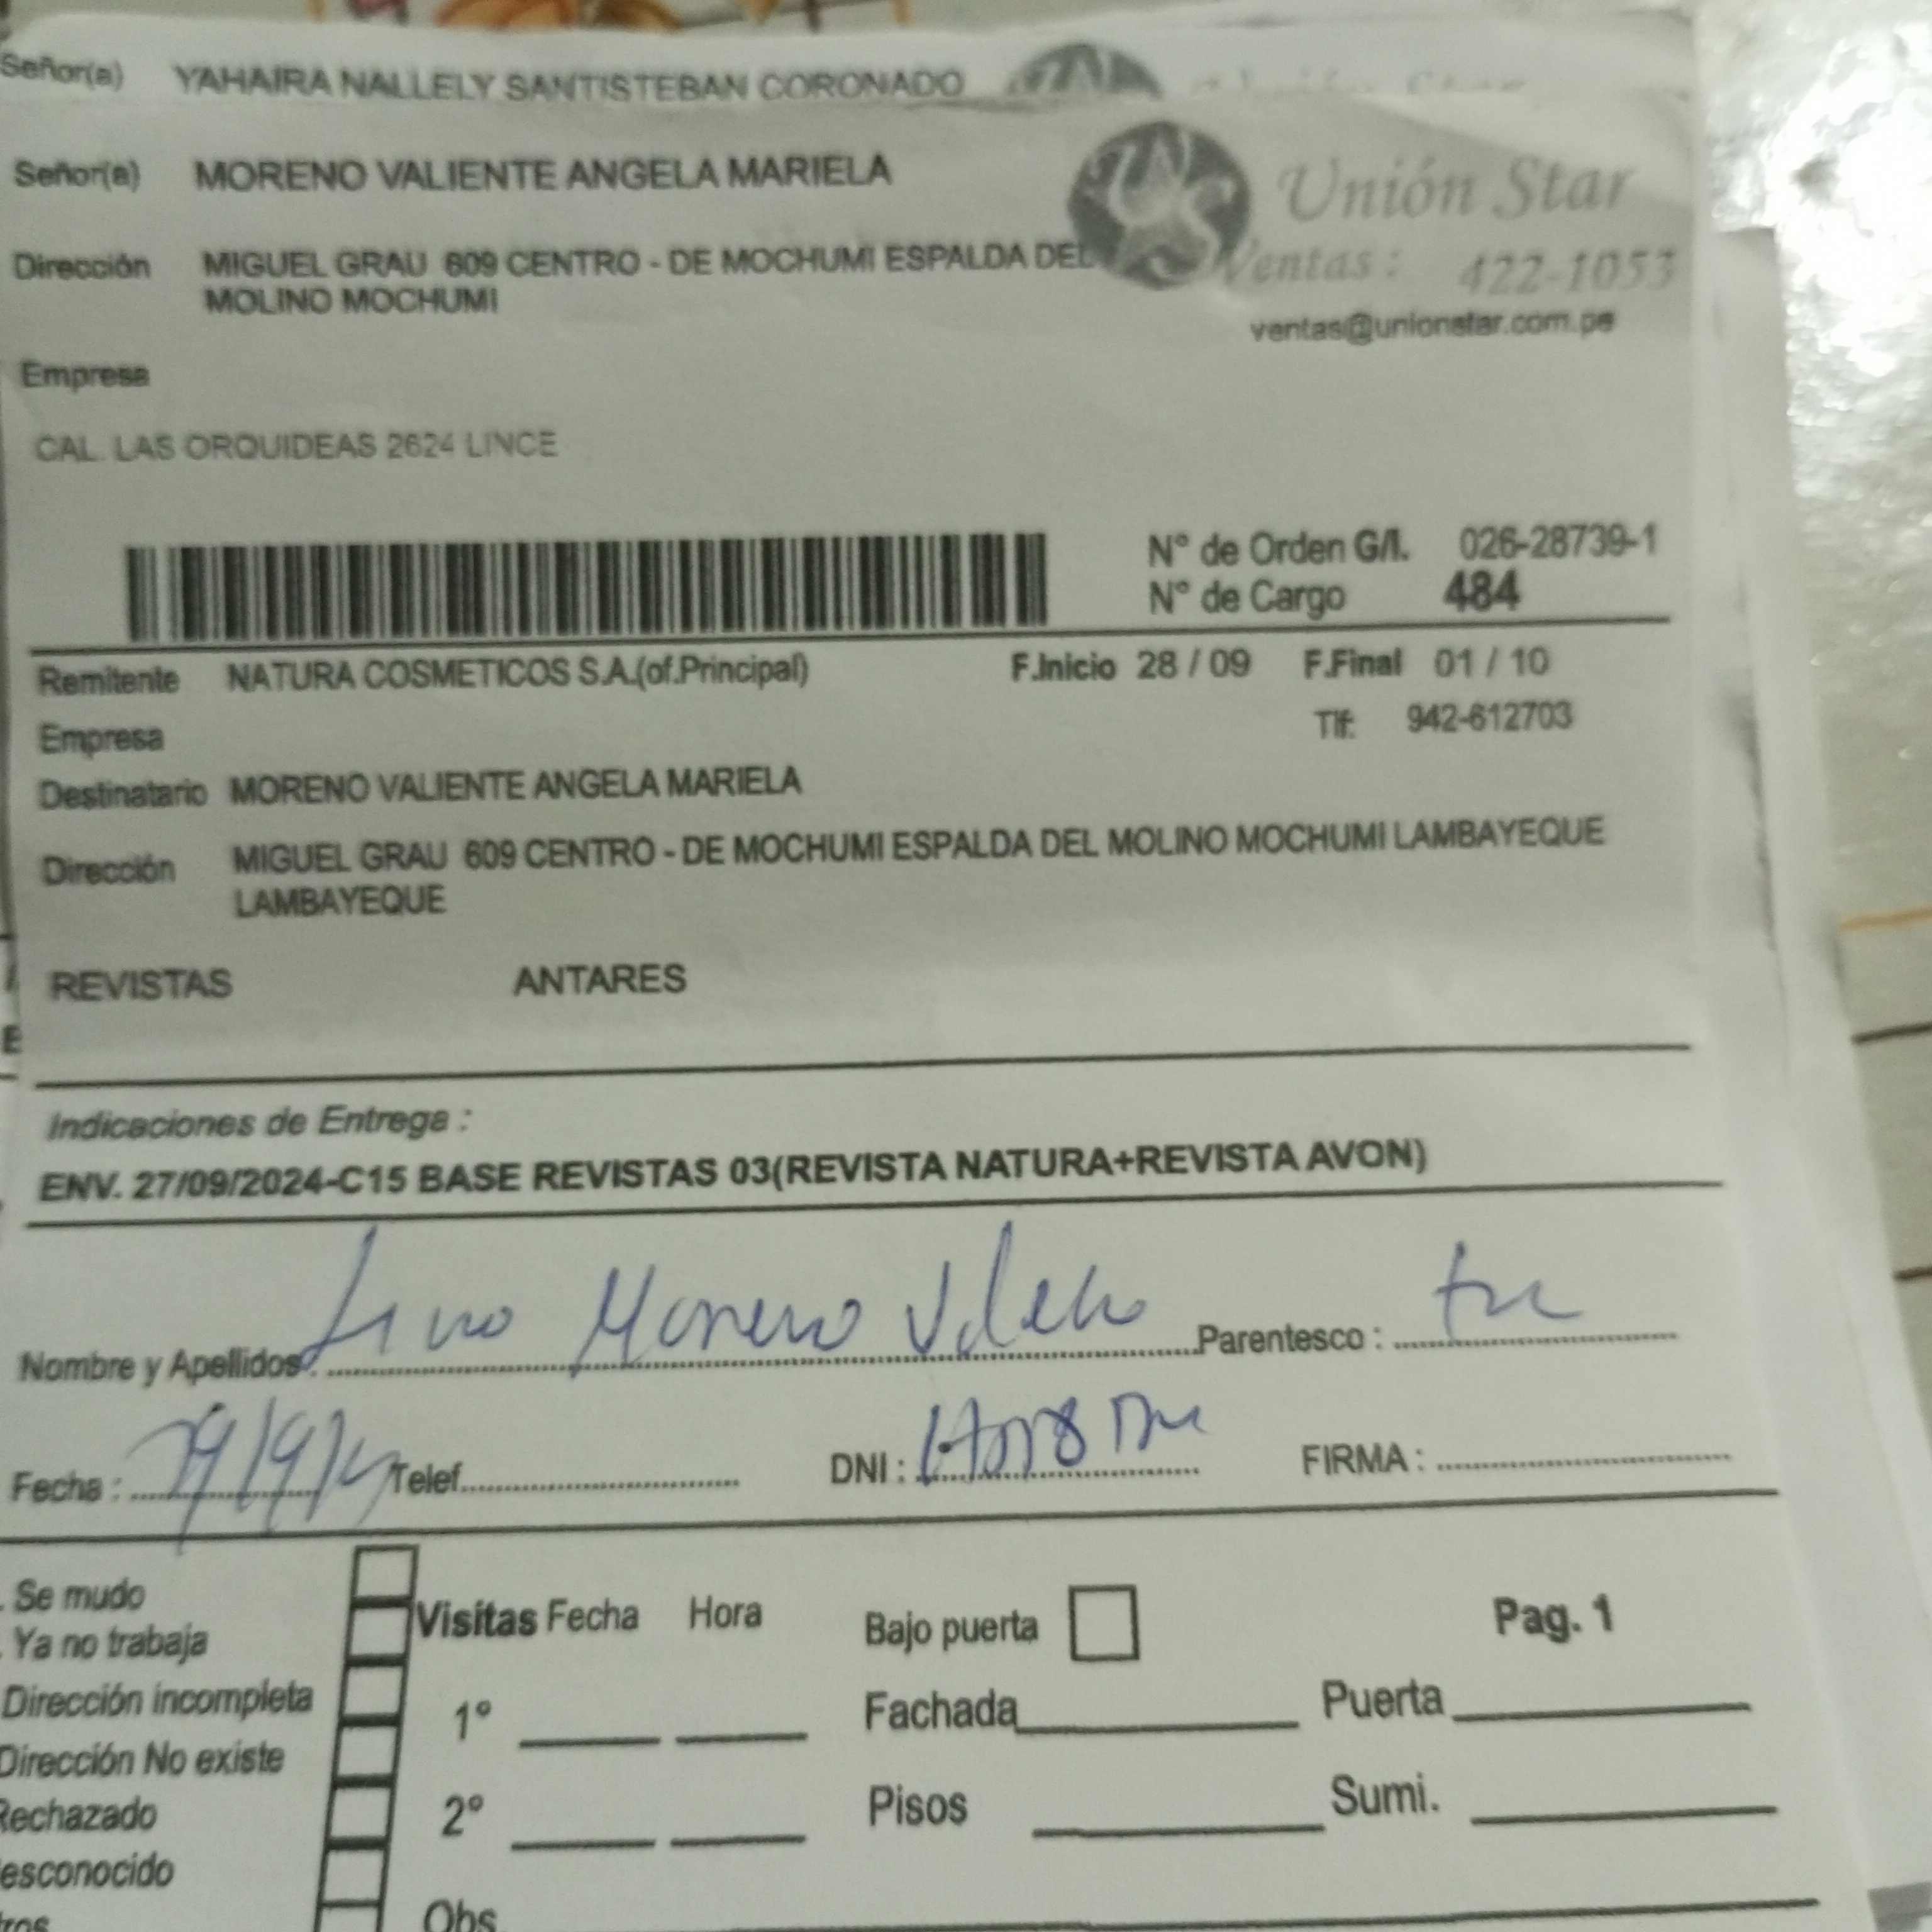 Señor(a) YAHAIRA NALLELY SANTISTEBAN CORONADO
Señor(a) MORENO VALIENTE ANGELA MARIELA
Unión Star
Dirección MIGUEL GRAU 609 CENTRO - DE MOCHUMI ESPALDA DEL
MOLINO MOCHUMI
Ventas: 422-1053
ventas@unionstar.com.pe
Empresa
CAL. LAS ORQUIDEAS 2624 LINCE
N° de Orden G/I. 026-28739-1
N° de Cargo 484
Remitente NATURA COSMETICOS S.A.(of.Principal) F.Inicio 28 / 09 F.Final 01 / 10
Empresa Tlf: 942-612703
Destinatario MORENO VALIENTE ANGELA MARIELA
Dirección MIGUEL GRAU 609 CENTRO - DE MOCHUMI ESPALDA DEL MOLINO MOCHUMI LAMBAYEQUE
LAMBAYEQUE
REVISTAS ANTARES
Indicaciones de Entrega :
ENV. 27/09/2024-C15 BASE REVISTAS 03(REVISTA NATURA+REVISTA AVON)
Nombre y Apellidos: Moreno Parentesco :
Fecha : Telef. DNI : FIRMA :
Se mudo
Ya no trabaja
Dirección incompleta
Dirección No existe
Rechazado
esconocido
tros
Visitas Fecha Hora
1°
2°
Obs
Bajo puerta Pag. 1
Fachada Puerta
Pisos Sumi.